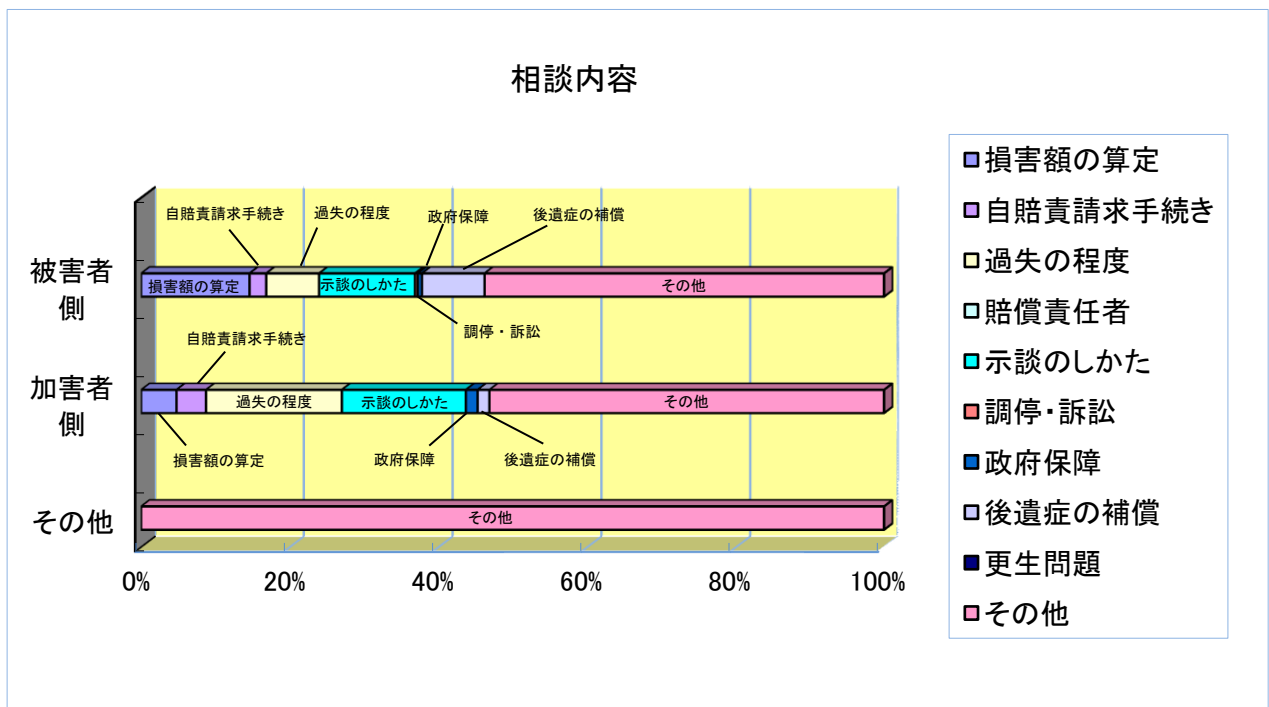 相談内容
自賠責請求手続き
過失の程度
政府保障
後遺症の補償
被害者
側
損害額の算定
示談のしかた
その他
調停・訴訟
自賠責請求手続き
加害者
側
過失の程度
示談のしかた
その他
損害額の算定
政府保障
後遺症の補償
その他
その他
0%
20%
40%
60%
80%
100%
損害額の算定
自賠責請求手続き
過失の程度
賠償責任者
示談のしかた
調停・訴訟
政府保障
後遺症の補償
更生問題
その他